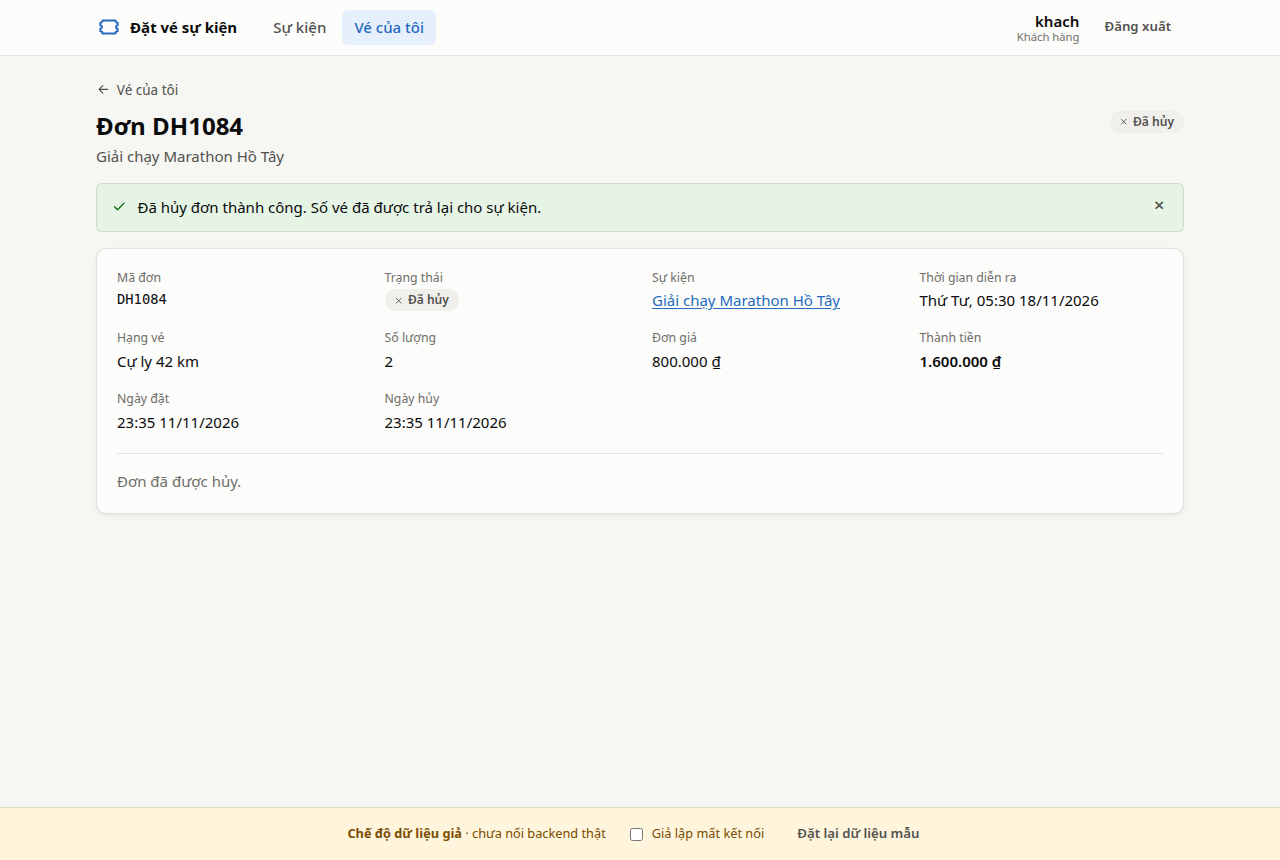 Đặt vé sự kiện
Sự kiện
Vé của tôi
khach
Khách hàng
Đăng xuất
← Vé của tôi
Đơn DH1084
× Đã hủy
Giải chạy Marathon Hồ Tây
✓ Đã hủy đơn thành công. Số vé đã được trả lại cho sự kiện. ×
Mã đơn
DH1084
Trạng thái
× Đã hủy
Sự kiện
Giải chạy Marathon Hồ Tây
Thời gian diễn ra
Thứ Tư, 05:30 18/11/2026
Hạng vé
Cự ly 42 km
Số lượng
2
Đơn giá
800.000 ₫
Thành tiền
1.600.000 ₫
Ngày đặt
23:35 11/11/2026
Ngày hủy
23:35 11/11/2026
Đơn đã được hủy.
Chế độ dữ liệu giả · chưa nối backend thật
Giả lập mất kết nối
Đặt lại dữ liệu mẫu